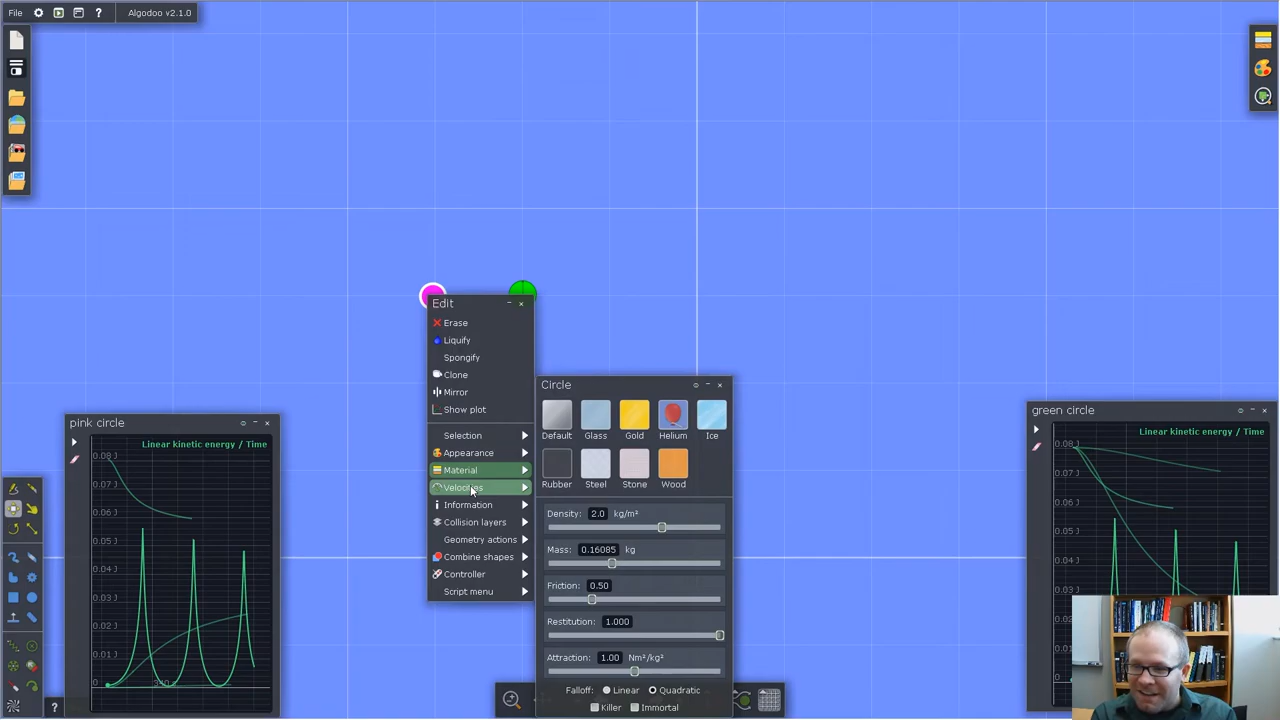 File
?
Algodoo v2.1.0
Edit
Erase
Liquify
Spongify
Clone
Mirror
Show plot
Selection
Appearance
Material
Velocities
Information
Collision layers
Geometry actions
Combine shapes
Controller
Script menu
Circle
Default
Glass
Gold
Helium
Ice
Rubber
Steel
Stone
Wood
Density: 2.0 kg/m²
Mass: 0.16085 kg
Friction: 0.50
Restitution: 1.000
Attraction: 1.00 Nm²/kg²
Falloff: Linear Quadratic
Killer Immortal
pink circle
Linear kinetic energy / Time
0.08 J
0.07 J
0.06 J
0.05 J
0.04 J
0.03 J
0.02 J
0.01 J
0 J
green circle
Linear kinetic energy / Time
0.08 J
0.07 J
0.06 J
0.05 J
0.04 J
0.03 J
?